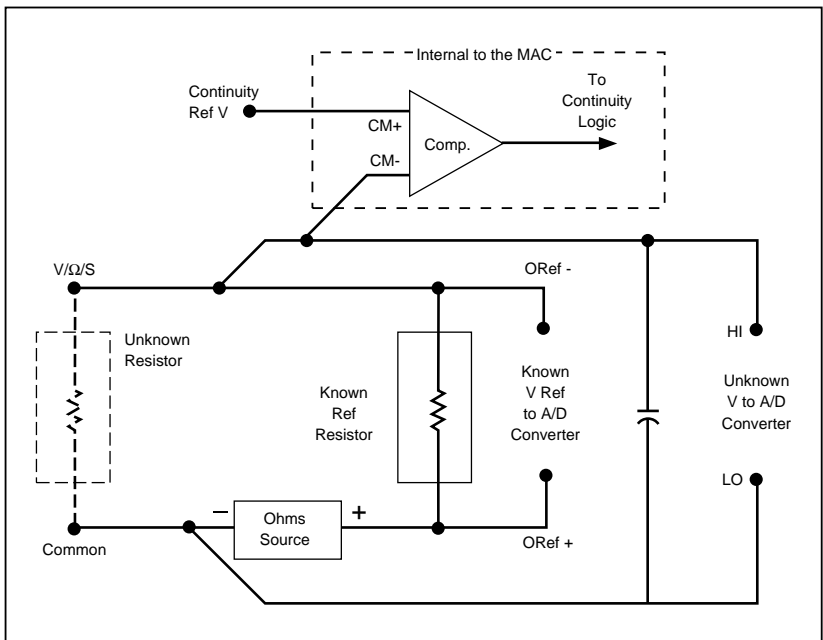 Internal to the MAC
Continuity
Ref V
CM+
CM-
Comp.
To
Continuity
Logic
V/Ω/S
ORef -
Unknown
Resistor
Known
Ref
Resistor
Known
V Ref
to A/D
Converter
HI
Unknown
V to A/D
Converter
LO
–
Ohms
Source
+
Common
ORef +